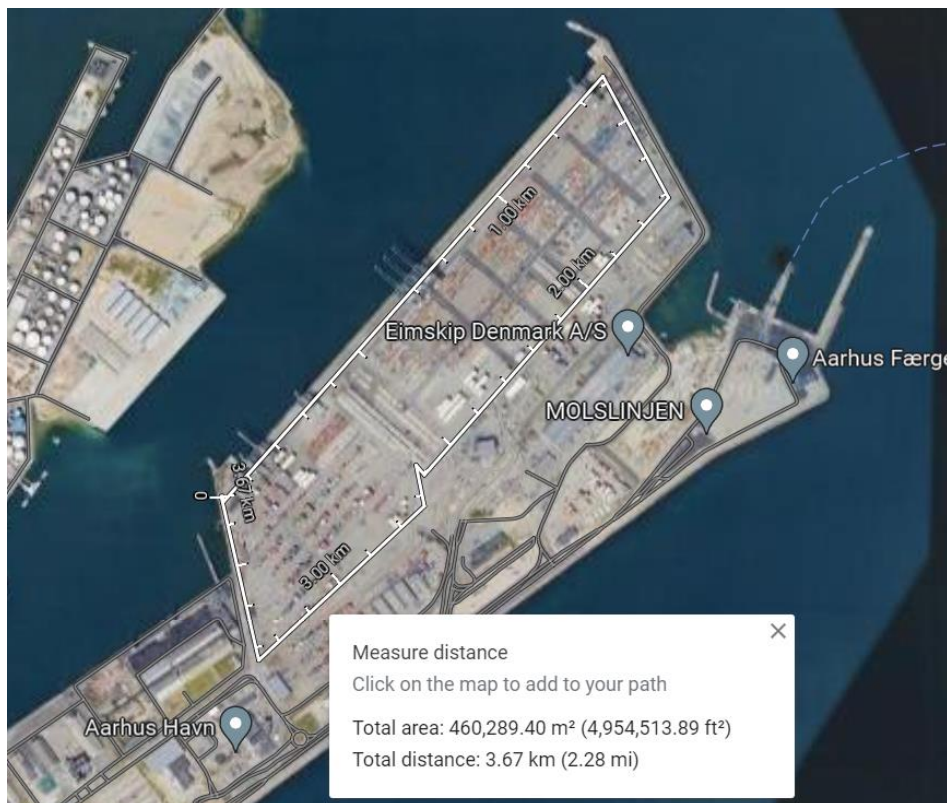 1.00 km
2.00 km
Eimskip Denmark A/S
Aarhus Færge
MOLSLINJEN
0
3.67 km
3.00 km
Measure distance
Click on the map to add to your path
Total area: 460,289.40 m² (4,954,513.89 ft²)
Total distance: 3.67 km (2.28 mi)
Aarhus Havn